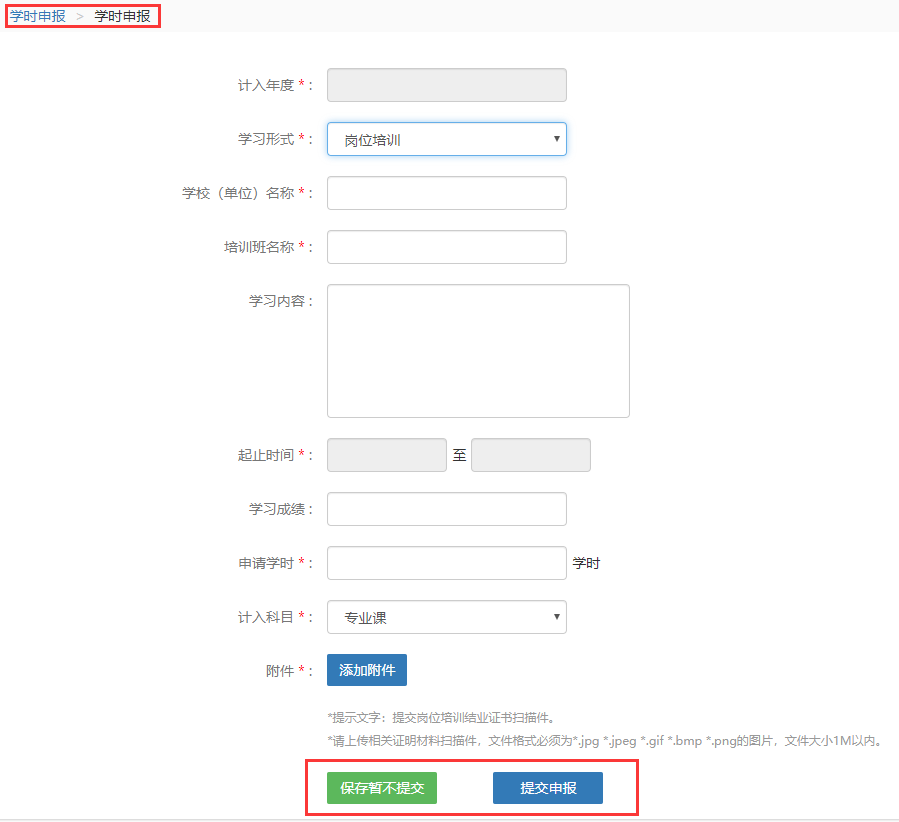 学时申报 > 学时申报
计入年度 * :
学习形式 * : 岗位培训
学校（单位）名称 * :
培训班名称 * :
学习内容 :
起止时间 * : 至
学习成绩 :
申请学时 * : 学时
计入科目 * : 专业课
附件 * : 添加附件
*提示文字：提交岗位培训结业证书扫描件。
*请上传相关证明材料扫描件，文件格式必须为*.jpg *.jpeg *.gif *.bmp *.png的图片，文件大小1M以内。
保存暂不提交 提交申报